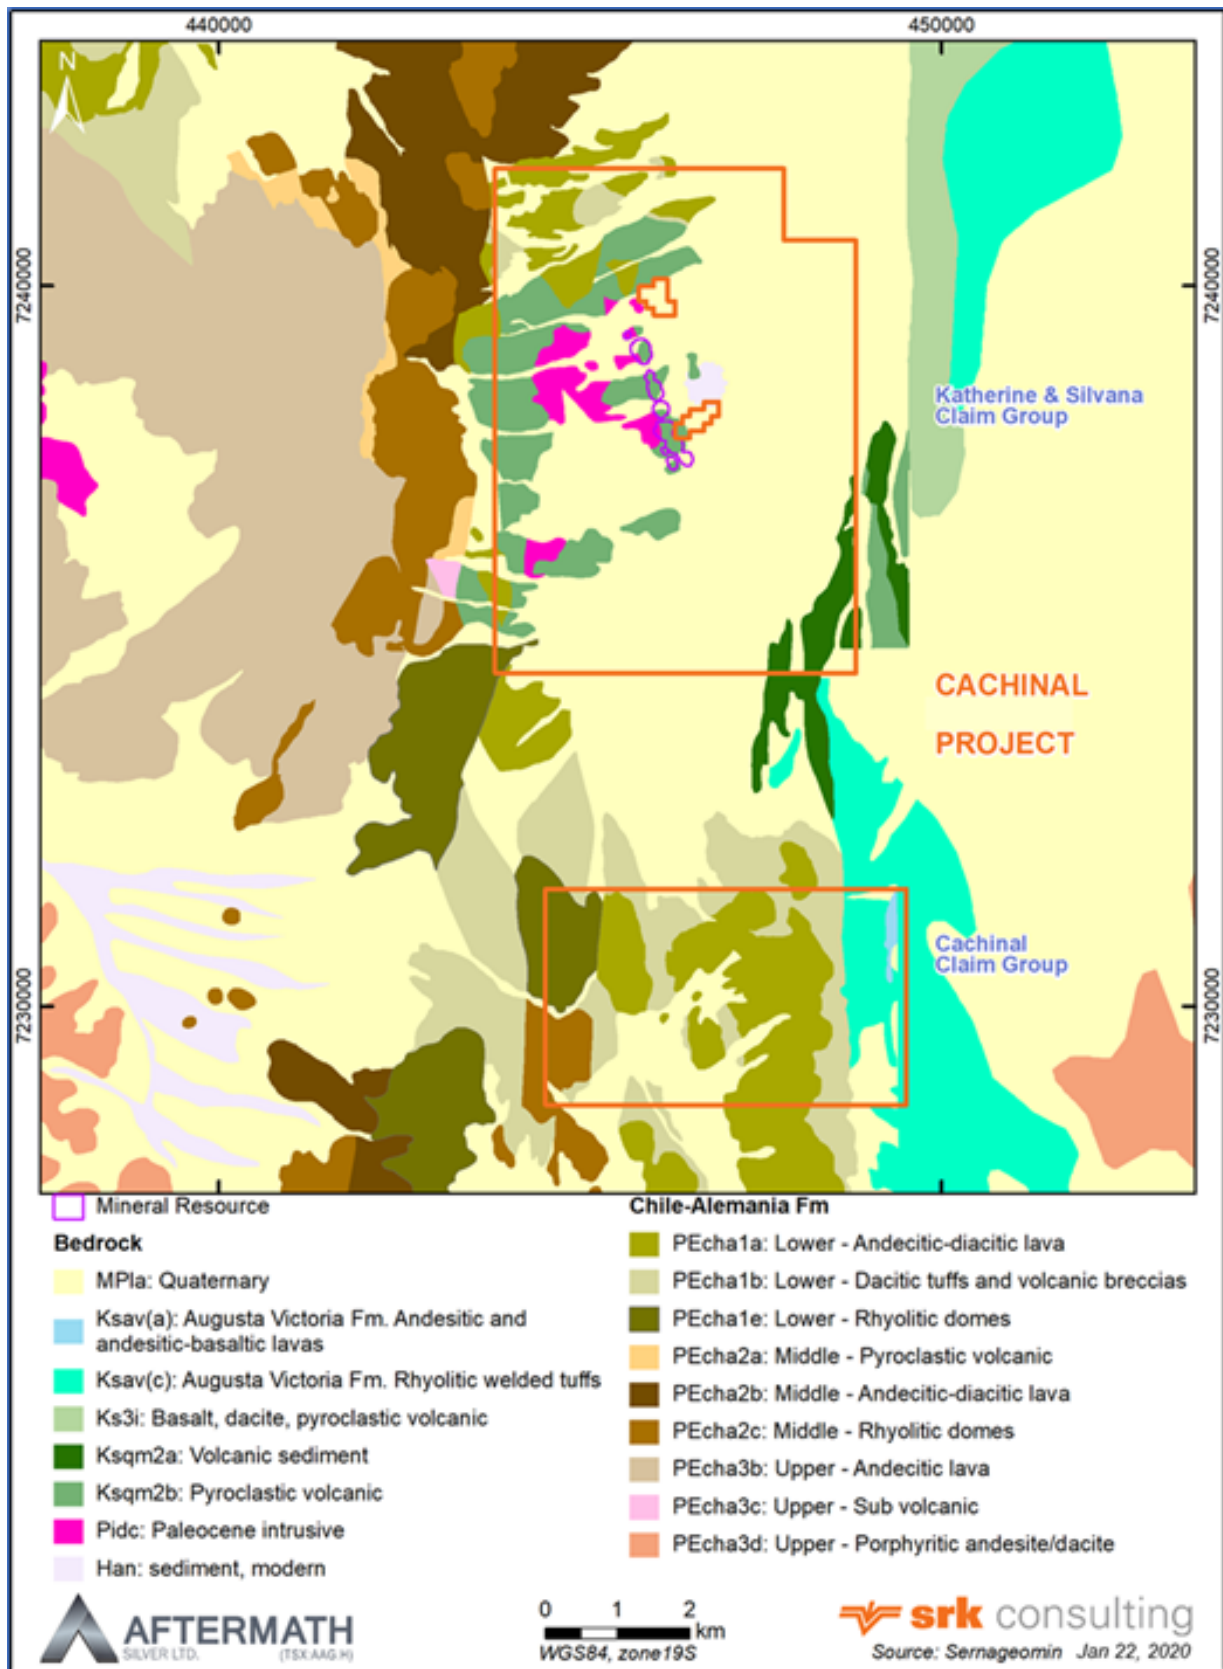 440000
450000
N
7240000
7240000
Katherine & Silvana
Claim Group
CACHINAL
PROJECT
Cachinal
Claim Group
7230000
7230000
Mineral Resource
Bedrock
MPla: Quaternary
Ksav(a): Augusta Victoria Fm. Andesitic and
andesitic-basaltic lavas
Ksav(c): Augusta Victoria Fm. Rhyolitic welded tuffs
Ks3i: Basalt, dacite, pyroclastic volcanic
Ksqm2a: Volcanic sediment
Ksqm2b: Pyroclastic volcanic
Pidc: Paleocene intrusive
Han: sediment, modern
Chile-Alemania Fm
PEcha1a: Lower - Andecitic-diacitic lava
PEcha1b: Lower - Dacitic tuffs and volcanic breccias
PEcha1e: Lower - Rhyolitic domes
PEcha2a: Middle - Pyroclastic volcanic
PEcha2b: Middle - Andecitic-diacitic lava
PEcha2c: Middle - Rhyolitic domes
PEcha3b: Upper - Andecitic lava
PEcha3c: Upper - Sub volcanic
PEcha3d: Upper - Porphyritic andesite/dacite
AFTERMATH
SILVER LTD. (TSX:AAG.H)
0 1 2
km
WGS84, zone19S
srk consulting
Source: Sernageomin Jan 22, 2020